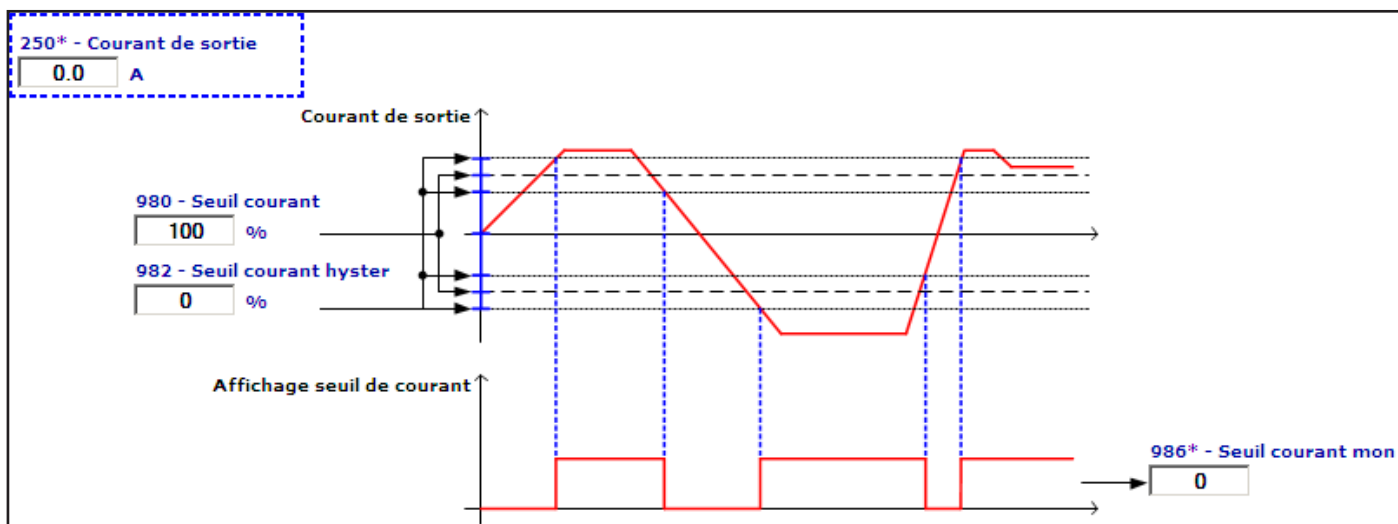 250* - Courant de sortie
0.0 A
Courant de sortie
980 - Seuil courant
100 %
982 - Seuil courant hyster
0 %
Affichage seuil de courant
986* - Seuil courant mon
0